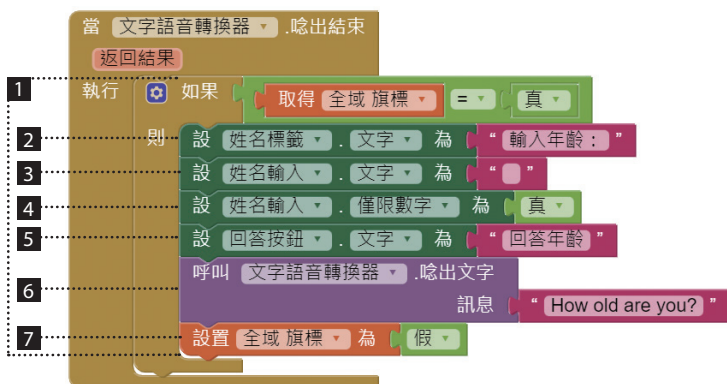 當 文字語音轉換器 .唸出結束
返回結果
1 執行 如果 取得 全域 旗標 = 真
2 則 設 姓名標籤 . 文字 為 “ 輸入年齡： ”
3 設 姓名輸入 . 文字 為 “ ”
4 設 姓名輸入 . 僅限數字 為 真
5 設 回答按鈕 . 文字 為 “ 回答年齡 ”
6 呼叫 文字語音轉換器 .唸出文字
訊息 “ How old are you? ”
7 設置 全域 旗標 為 假